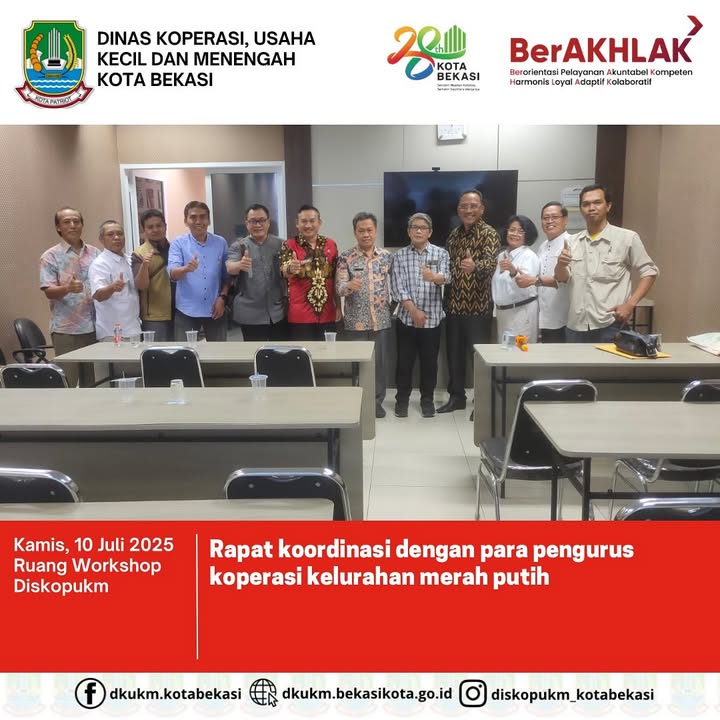 DINAS KOPERASI, USAHA
KECIL DAN MENENGAH
KOTA BEKASI
KOTA PATRIOT
28th
KOTA
BEKASI
BerAKHLAK
Berorientasi Pelayanan Akuntabel Kompeten
Harmonis Loyal Adaptif Kolaboratif
Kamis, 10 Juli 2025
Ruang Workshop
Diskopukm
Rapat koordinasi dengan para pengurus
koperasi kelurahan merah putih
dkukm.kotabekasi
dkukm.bekasikota.go.id
diskopukm_kotabekasi